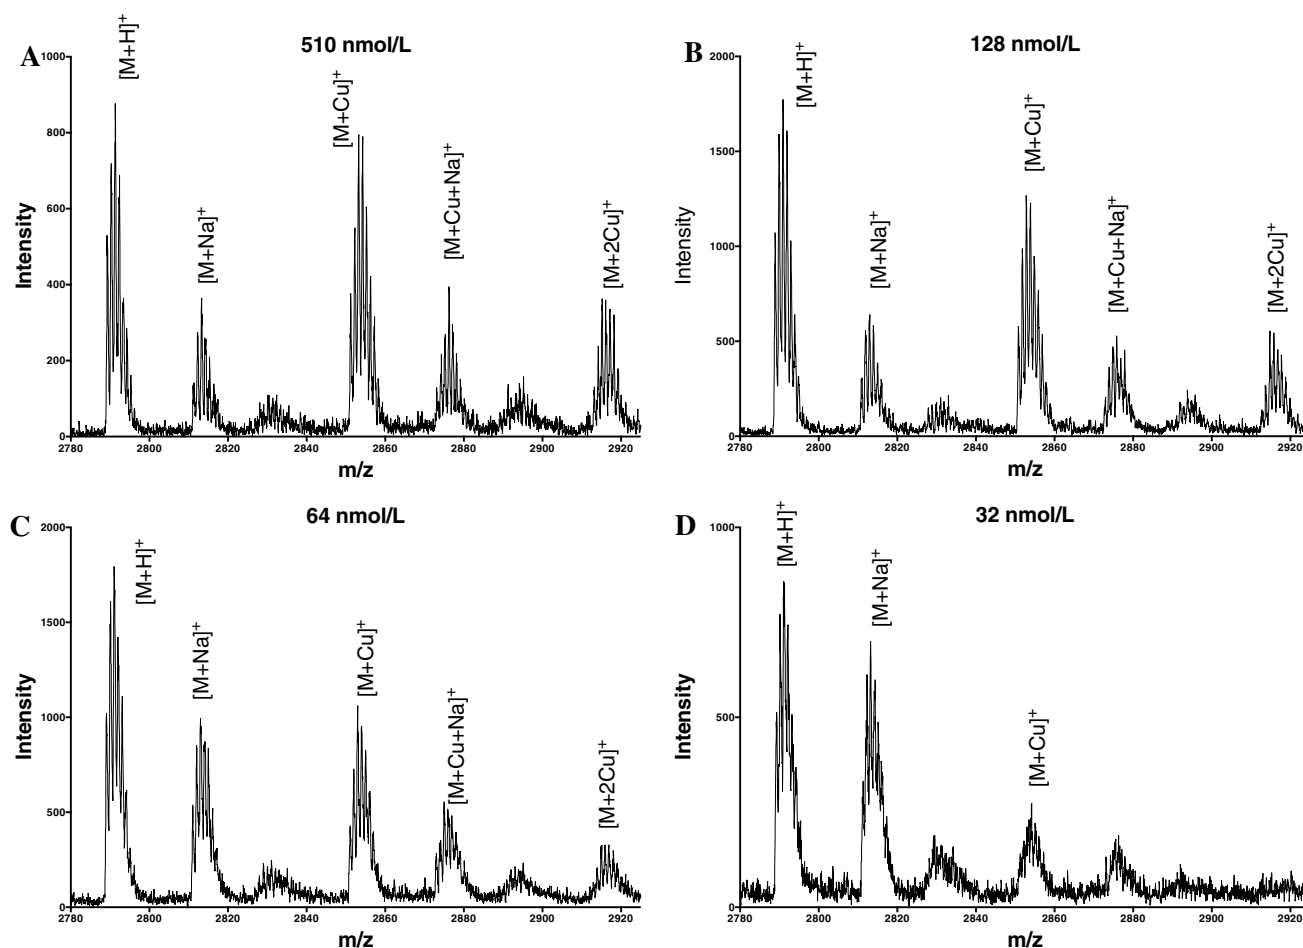 A
510 nmol/L
[M+H]+
[M+Na]+
[M+Cu]+
[M+Cu+Na]+
[M+2Cu]+
Intensity
1000
800
600
400
200
0
2780 2800 2820 2840 2860 2880 2900 2920
m/z
B
128 nmol/L
[M+H]+
[M+Na]+
[M+Cu]+
[M+Cu+Na]+
[M+2Cu]+
Intensity
2000
1500
1000
500
0
2780 2800 2820 2840 2860 2880 2900 2920
m/z
C
64 nmol/L
[M+H]+
[M+Na]+
[M+Cu]+
[M+Cu+Na]+
[M+2Cu]+
Intensity
2000
1500
1000
500
0
2780 2800 2820 2840 2860 2880 2900 2920
m/z
D
32 nmol/L
[M+H]+
[M+Na]+
[M+Cu]+
Intensity
1000
500
0
2780 2800 2820 2840 2860 2880 2900 2920
m/z